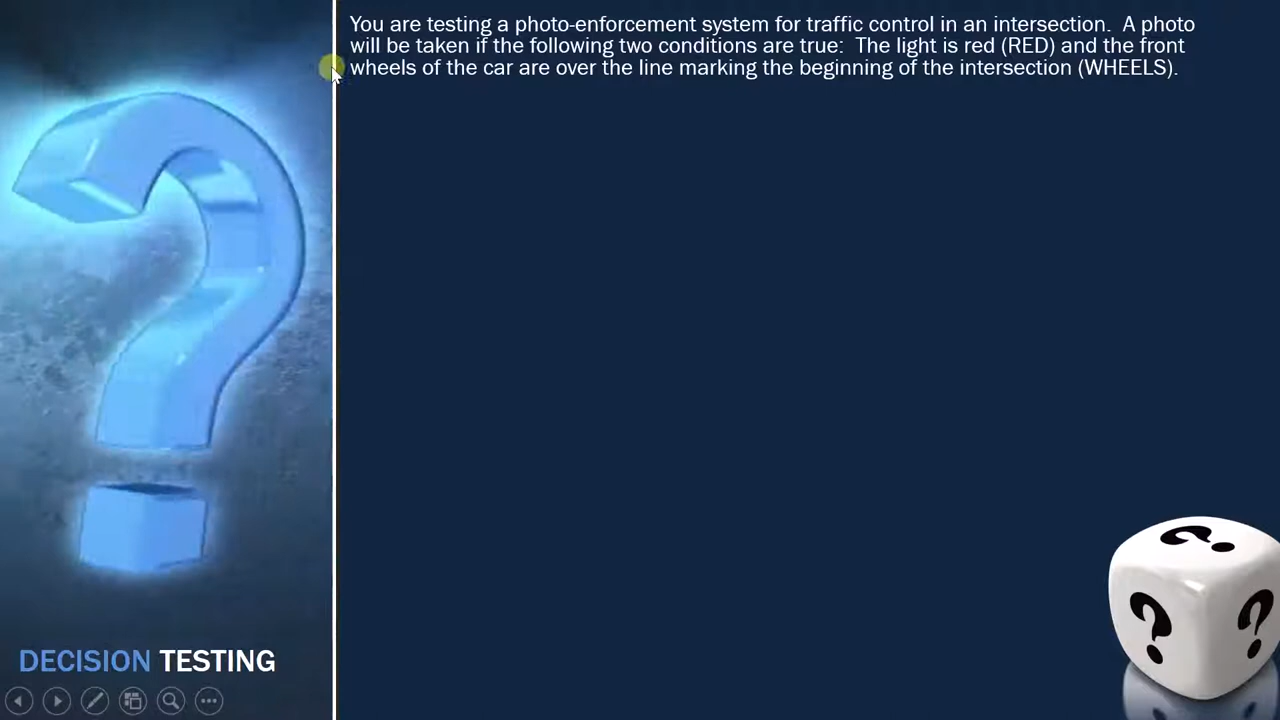 You are testing a photo-enforcement system for traffic control in an intersection.  A photo
will be taken if the following two conditions are true:  The light is red (RED) and the front
wheels of the car are over the line marking the beginning of the intersection (WHEELS).
DECISION TESTING